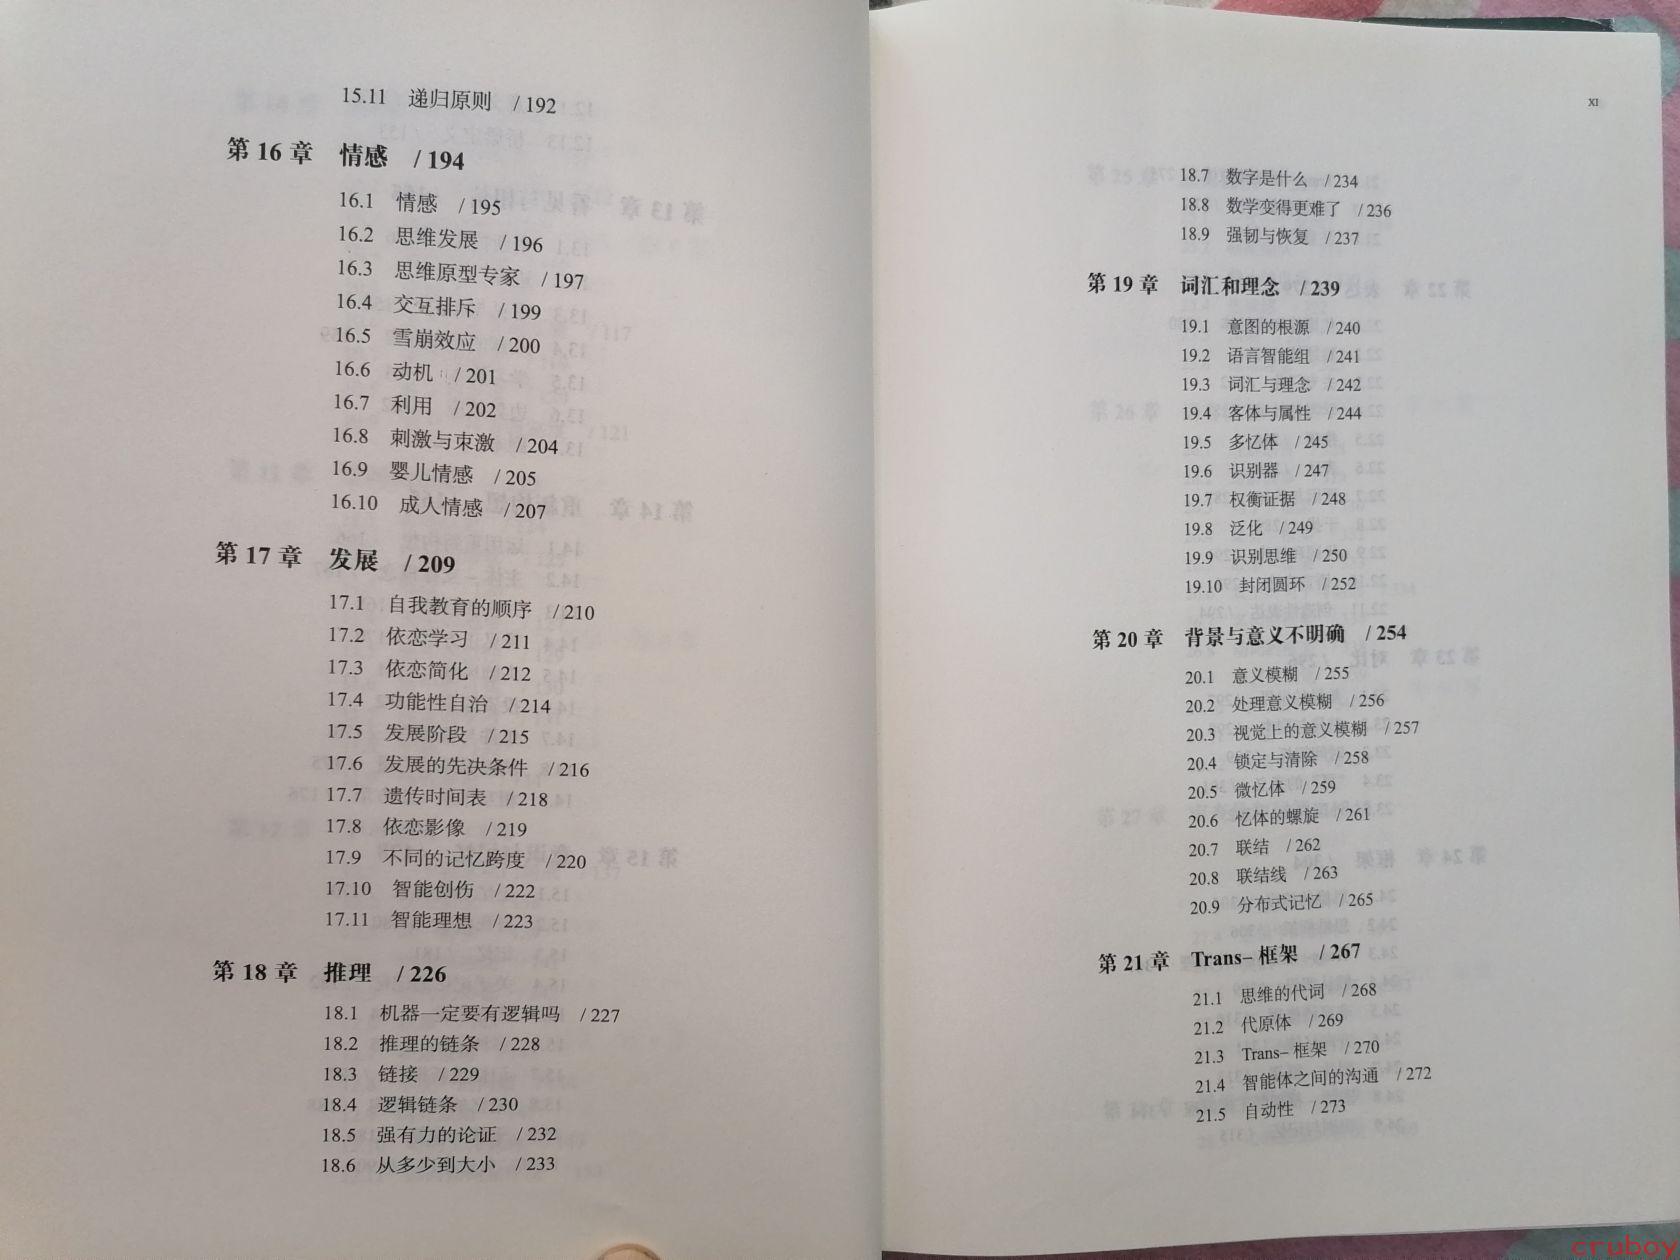 15.11 递归原则 / 192
第 16 章 情感 / 194
16.1 情感 / 195
16.2 思维发展 / 196
16.3 思维原型专家 / 197
16.4 交互排斥 / 199
16.5 雪崩效应 / 200
16.6 动机 / 201
16.7 利用 / 202
16.8 刺激与束激 / 204
16.9 婴儿情感 / 205
16.10 成人情感 / 207
第 17 章 发展 / 209
17.1 自我教育的顺序 / 210
17.2 依恋学习 / 211
17.3 依恋简化 / 212
17.4 功能性自治 / 214
17.5 发展阶段 / 215
17.6 发展的先决条件 / 216
17.7 遗传时间表 / 218
17.8 依恋影像 / 219
17.9 不同的记忆跨度 / 220
17.10 智能创伤 / 222
17.11 智能理想 / 223
第 18 章 推理 / 226
18.1 机器一定要有逻辑吗 / 227
18.2 推理的链条 / 228
18.3 链接 / 229
18.4 逻辑链条 / 230
18.5 强有力的论证 / 232
18.6 从多少到大小 / 233
XI
18.7 数字是什么 / 234
18.8 数学变得更难了 / 236
18.9 强韧与恢复 / 237
第 19 章 词汇和理念 / 239
19.1 意图的根源 / 240
19.2 语言智能组 / 241
19.3 词汇与理念 / 242
19.4 客体与属性 / 244
19.5 多忆体 / 245
19.6 识别器 / 247
19.7 权衡证据 / 248
19.8 泛化 / 249
19.9 识别思维 / 250
19.10 封闭圆环 / 252
第 20 章 背景与意义不明确 / 254
20.1 意义模糊 / 255
20.2 处理意义模糊 / 256
20.3 视觉上的意义模糊 / 257
20.4 锁定与清除 / 258
20.5 微忆体 / 259
20.6 忆体的螺旋 / 261
20.7 联结 / 262
20.8 联结线 / 263
20.9 分布式记忆 / 265
第 21 章 Trans– 框架 / 267
21.1 思维的代词 / 268
21.2 代原体 / 269
21.3 Trans– 框架 / 270
21.4 智能体之间的沟通 / 272
21.5 自动性 / 273
cruboy